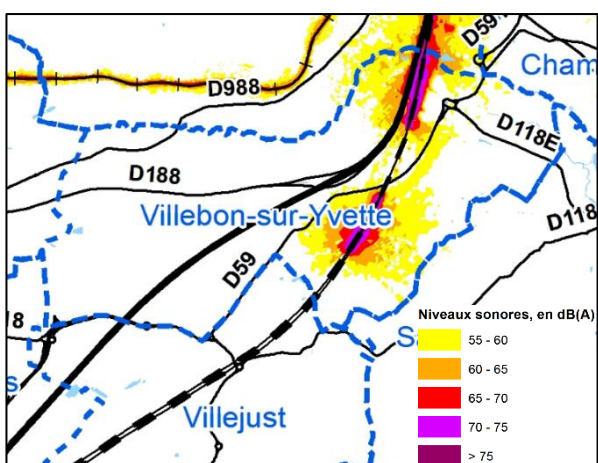 D59
Cham
D988
D118E
D188
Villebon-sur-Yvette
D118
D59
Niveaux sonores, en dB(A)
18
S
55 - 60
60 - 65
s
65 - 70
Villejust
70 - 75
> 75